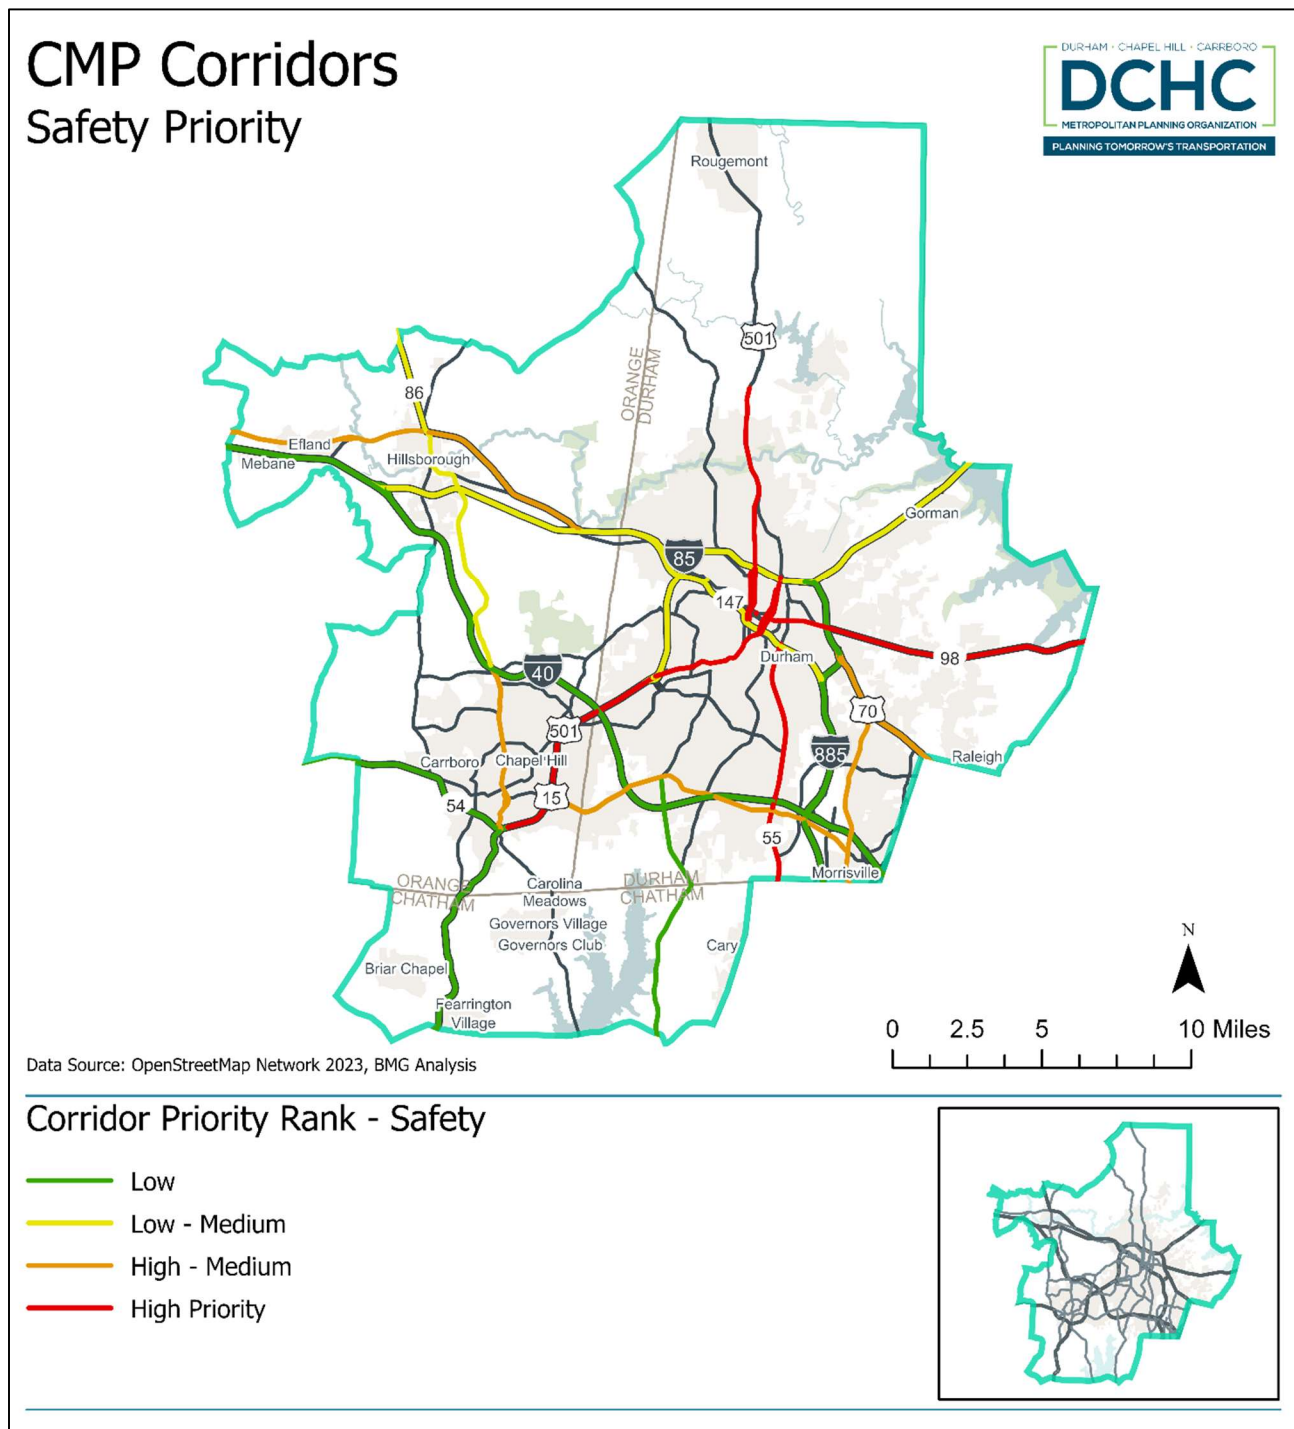 CMP Corridors
Safety Priority
DURHAM · CHAPEL HILL · CARRBORO
DCHC
METROPOLITAN PLANNING ORGANIZATION
PLANNING TOMORROW'S TRANSPORTATION
Rougemont
501
ORANGE
DURHAM
86
Efland
Mebane
Hillsborough
Gorman
85
147
Durham
98
40
70
501
885
Raleigh
Carrboro
Chapel Hill
15
54
55
Morrisville
ORANGE
CHATHAM
DURHAM
CHATHAM
Carolina
Meadows
Governors Village
Governors Club
Cary
Briar Chapel
Fearrington
Village
N
0 2.5 5 10 Miles
Data Source: OpenStreetMap Network 2023, BMG Analysis
Corridor Priority Rank - Safety
Low
Low - Medium
High - Medium
High Priority